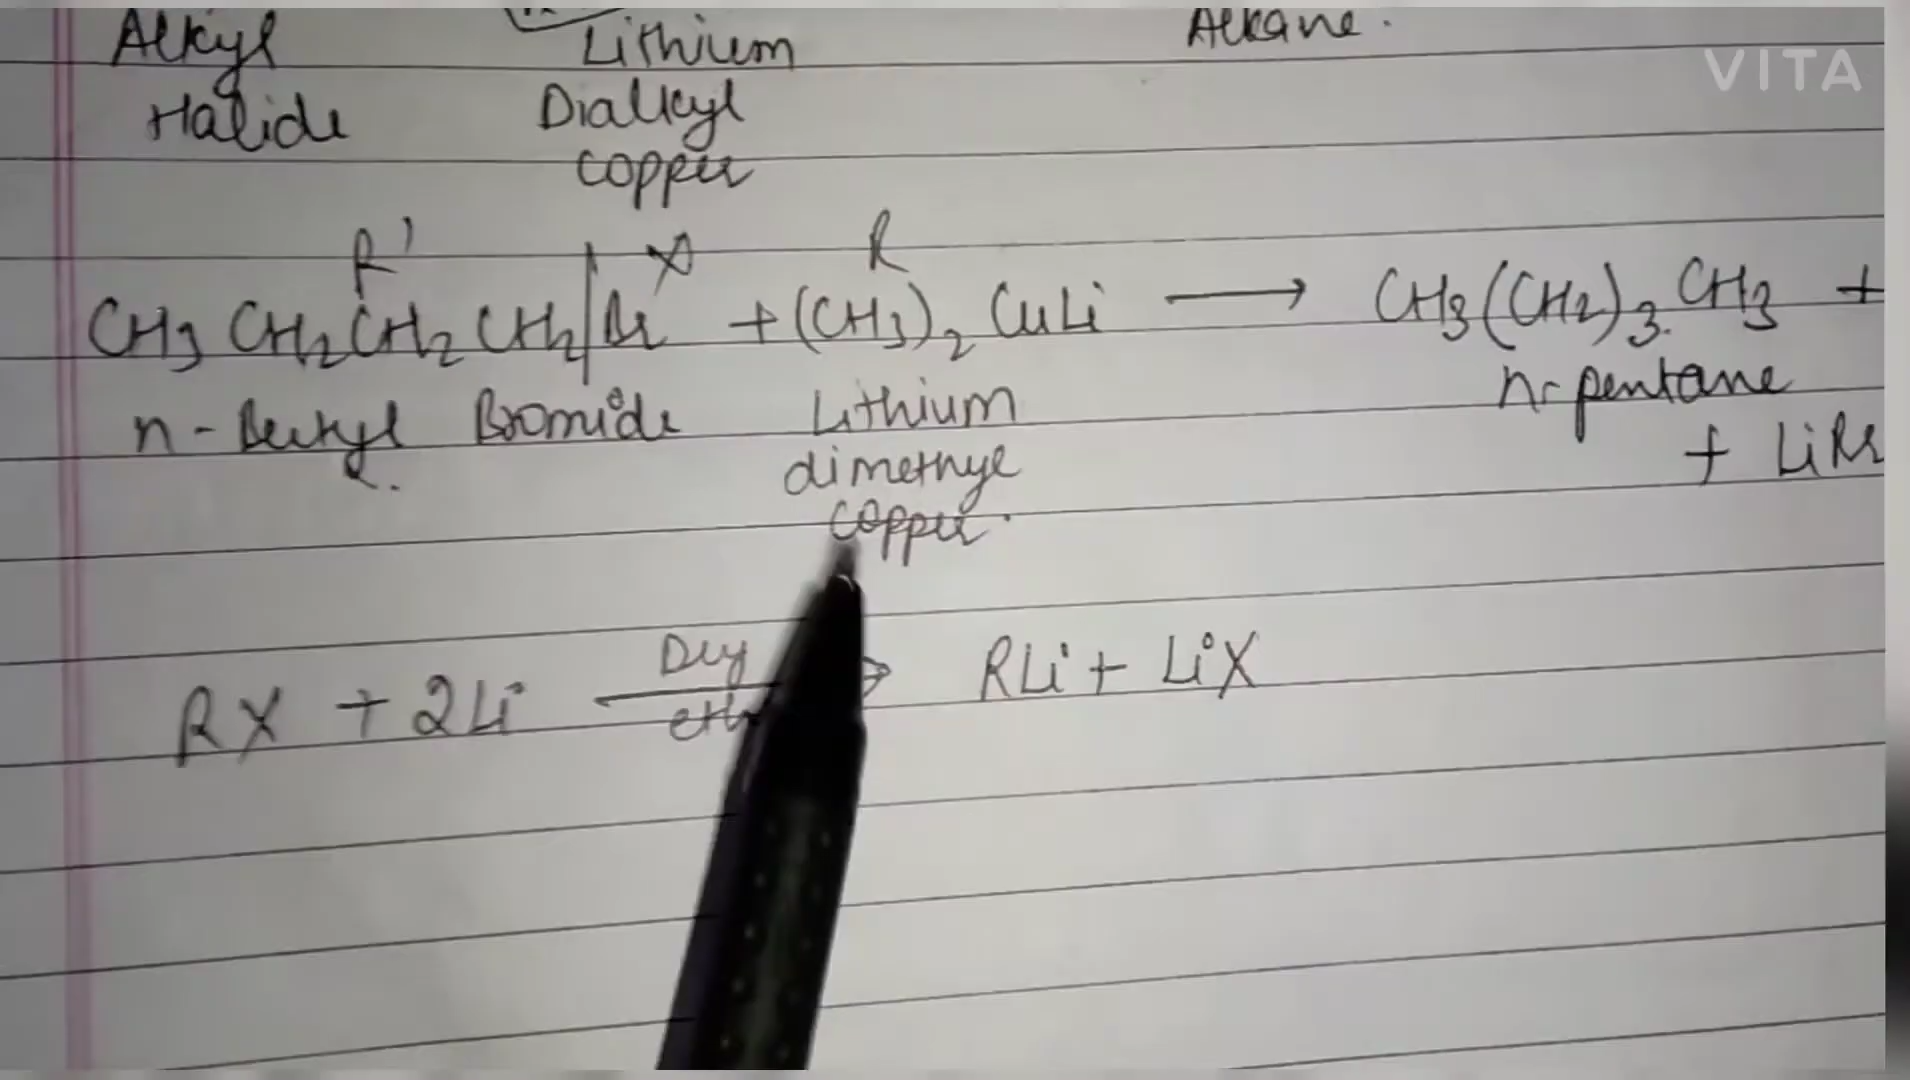 Alkyl Lithium Alkane.
VITA
Halide Dialkyl
copper
R' X R
CH3 CH2 CH2 CH2 | Br + (CH3)2 CuLi → CH3(CH2)3.CH3 +
n-pentane
n-Butyl Bromide Lithium
+ LiBr
dimethyl
copper.
Dry
RX + 2Li → RLi + LiX
eth